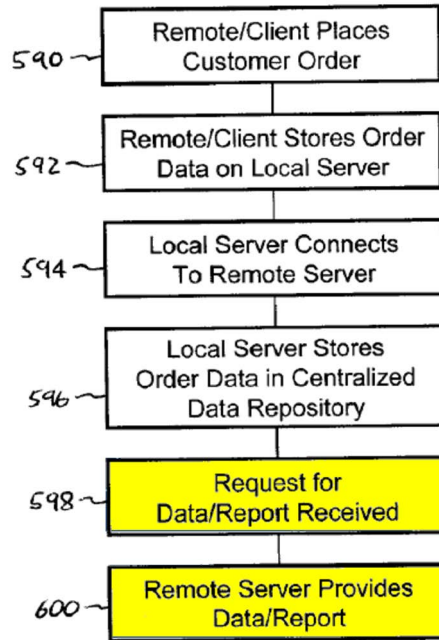 590
Remote/Client Places
Customer Order
592
Remote/Client Stores Order
Data on Local Server
594
Local Server Connects
To Remote Server
596
Local Server Stores
Order Data in Centralized
Data Repository
598
Request for
Data/Report Received
600
Remote Server Provides
Data/Report